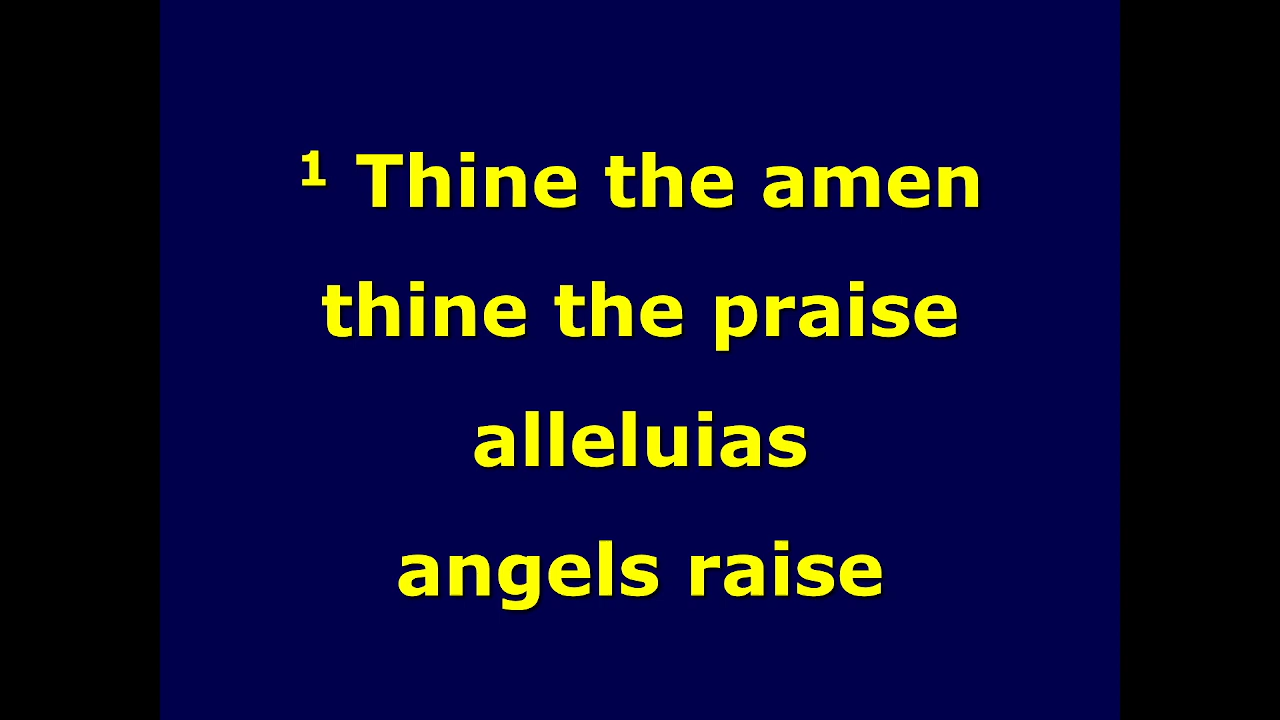 1 Thine the amen
thine the praise
alleluias
angels raise